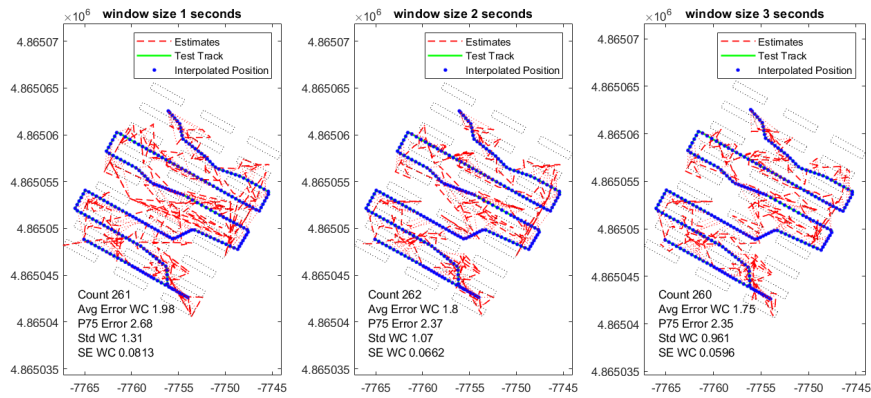 window size 1 seconds
×10⁶
4.86507
4.865065
4.86506
4.865055
4.86505
4.865045
4.86504
4.865035
Estimates
Test Track
Interpolated Position
Count 261
Avg Error WC 1.98
P75 Error 2.68
Std WC 1.31
SE WC 0.0813
-7765 -7760 -7755 -7750 -7745
window size 2 seconds
×10⁶
4.86507
4.865065
4.86506
4.865055
4.86505
4.865045
4.86504
4.865035
Estimates
Test Track
Interpolated Position
Count 262
Avg Error WC 1.8
P75 Error 2.37
Std WC 1.07
SE WC 0.0662
-7765 -7760 -7755 -7750 -7745
window size 3 seconds
×10⁶
4.86507
4.865065
4.86506
4.865055
4.86505
4.865045
4.86504
4.865035
Estimates
Test Track
Interpolated Position
Count 260
Avg Error WC 1.75
P75 Error 2.35
Std WC 0.961
SE WC 0.0596
-7765 -7760 -7755 -7750 -7745